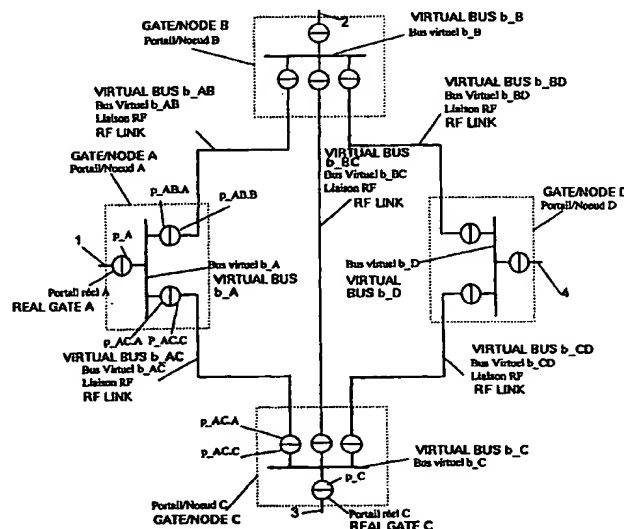 GATE/NODE B
Portail/Noeud B
2
VIRTUAL BUS b_B
Bus virtuel b_B
VIRTUAL BUS b_AB
Bus Virtuel b_AB
Liaison RF
RF LINK
VIRTUAL BUS b_BD
Bus Virtuel b_BD
Liaison RF
RF LINK
VIRTUAL BUS
b_BC
Bus Virtuel b_BC
Liaison RF
RF LINK
GATE/NODE A
Portail/Noeud A
p_AB.A
p_AB.B
1
p_A
Bus virtuel b_A
VIRTUAL BUS
b_A
Portail réel A
REAL GATE A
p_AC.A
P_AC.C
GATE/NODE D
Portail/Noeud D
Bus virtuel b_D
VIRTUAL
BUS b_D
4
VIRTUAL BUS b_AC
Bus Virtuel b_AC
Liaison RF
RF LINK
VIRTUAL BUS b_CD
Bus Virtuel b_CD
Liaison RF
RF LINK
p_AC.A
p_AC.C
VIRTUAL BUS b_C
Bus virtuel b_C
p_C
Portail/Noeud C
GATE/NODE C
3
Portail réel C
REAL GATE C